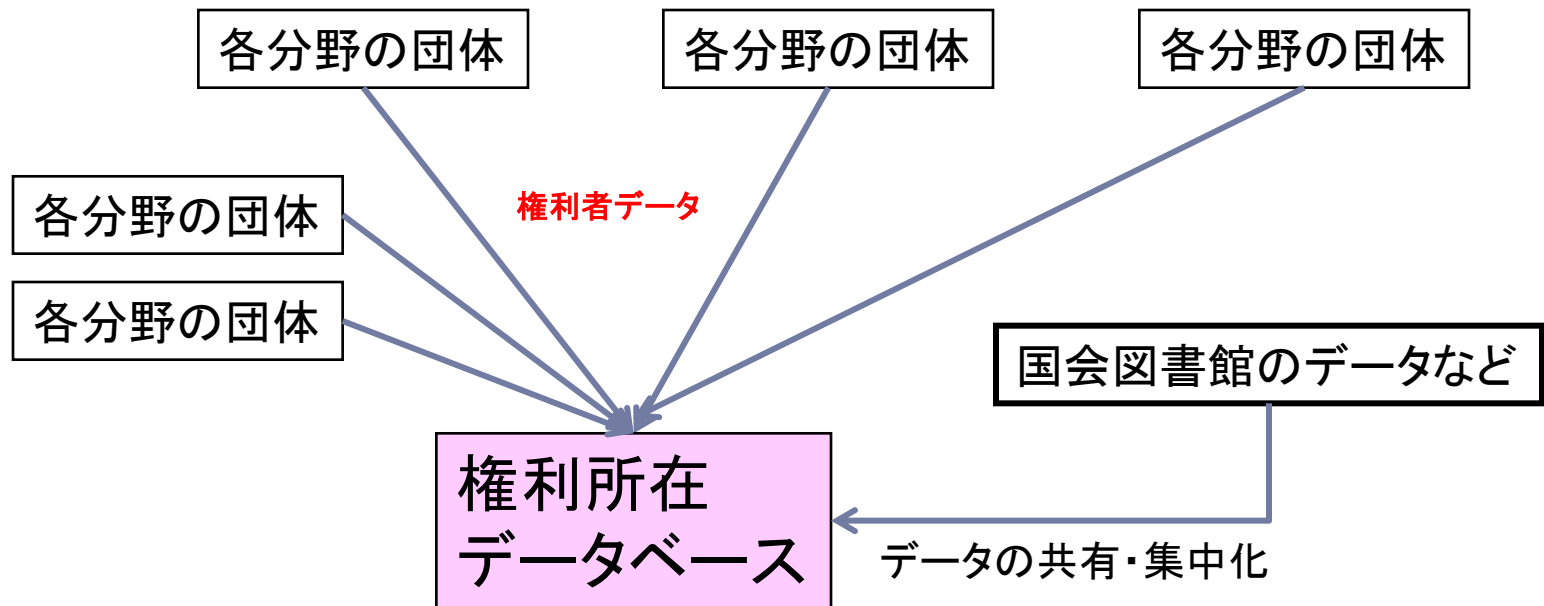 各分野の団体
各分野の団体
各分野の団体
各分野の団体
権利者データ
各分野の団体
国会図書館のデータなど
権利所在
データベース
データの共有・集中化